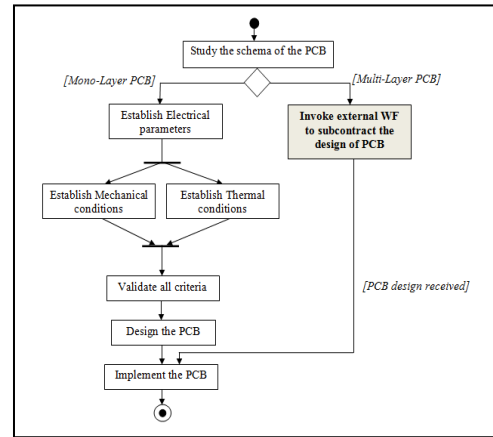 Study the schema of the PCB
[Mono-Layer PCB]
[Multi-Layer PCB]
Establish Electrical
parameters
Invoke external WF
to subcontract the
design of PCB
Establish Mechanical
conditions
Establish Thermal
conditions
Validate all criteria
[PCB design received]
Design the PCB
Implement the PCB